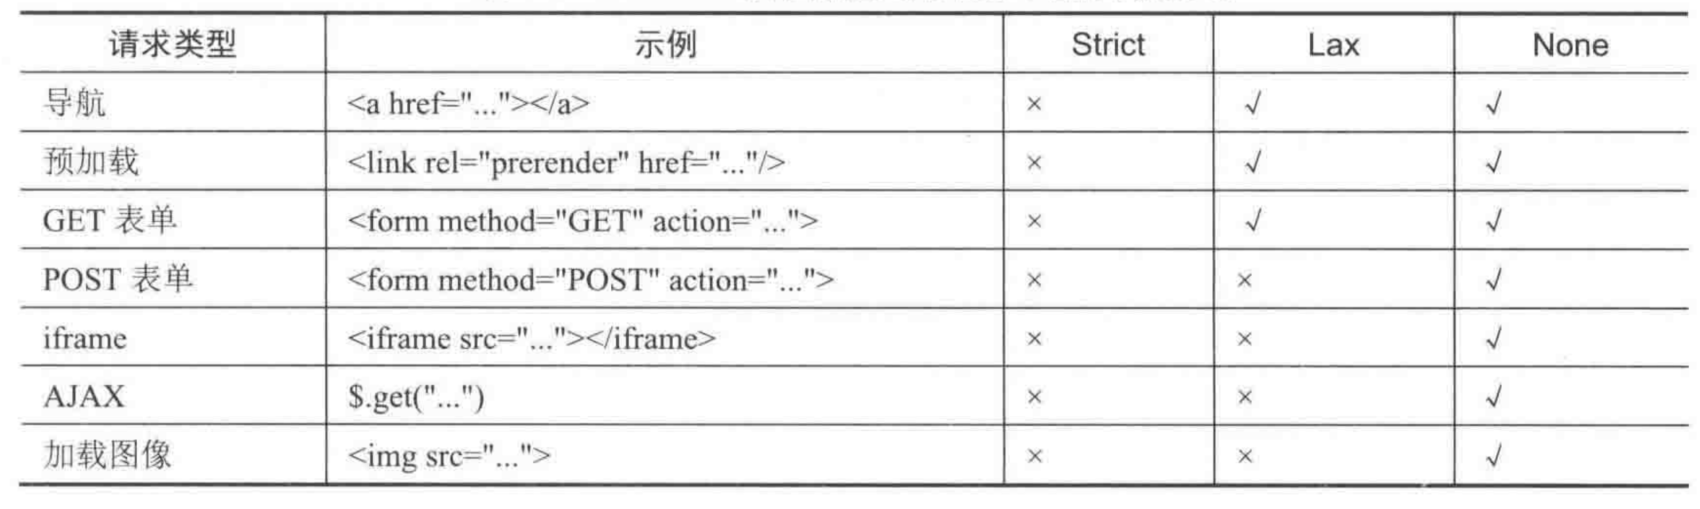 请求类型 示例 Strict Lax None
导航 <a href="..."></a> × √ √
预加载 <link rel="prerender" href="..."/> × √ √
GET 表单 <form method="GET" action="..."> × √ √
POST 表单 <form method="POST" action="..."> × × √
iframe <iframe src="..."></iframe> × × √
AJAX $.get("...") × × √
加载图像 <img src="..."> × × √